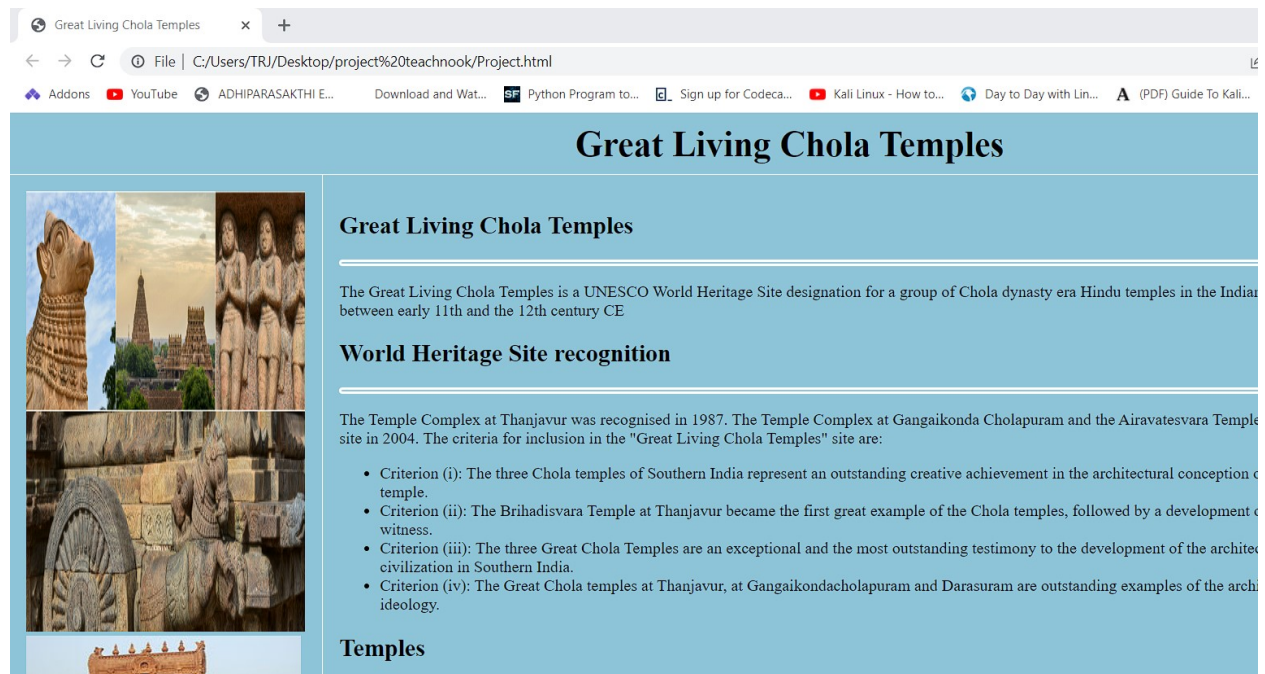 Great Living Chola Temples
File
C:/Users/TRJ/Desktop/project%20teachnook/Project.html
Addons
YouTube
ADHIPARASAKTHI E...
Download and Wat...
SF Python Program to...
c_ Sign up for Codeca...
Kali Linux - How to...
Day to Day with Lin...
A (PDF) Guide To Kali...
Great Living Chola Temples
Great Living Chola Temples
The Great Living Chola Temples is a UNESCO World Heritage Site designation for a group of Chola dynasty era Hindu temples in the Indian
between early 11th and the 12th century CE
World Heritage Site recognition
The Temple Complex at Thanjavur was recognised in 1987. The Temple Complex at Gangaikonda Cholapuram and the Airavatesvara Temple
site in 2004. The criteria for inclusion in the "Great Living Chola Temples" site are:
• Criterion (i): The three Chola temples of Southern India represent an outstanding creative achievement in the architectural conception
temple.
• Criterion (ii): The Brihadisvara Temple at Thanjavur became the first great example of the Chola temples, followed by a development
witness.
• Criterion (iii): The three Great Chola Temples are an exceptional and the most outstanding testimony to the development of the
civilization in Southern India.
• Criterion (iv): The Great Chola temples at Thanjavur, at Gangaikondacholapuram and Darasuram are outstanding examples of the
ideology.
Temples